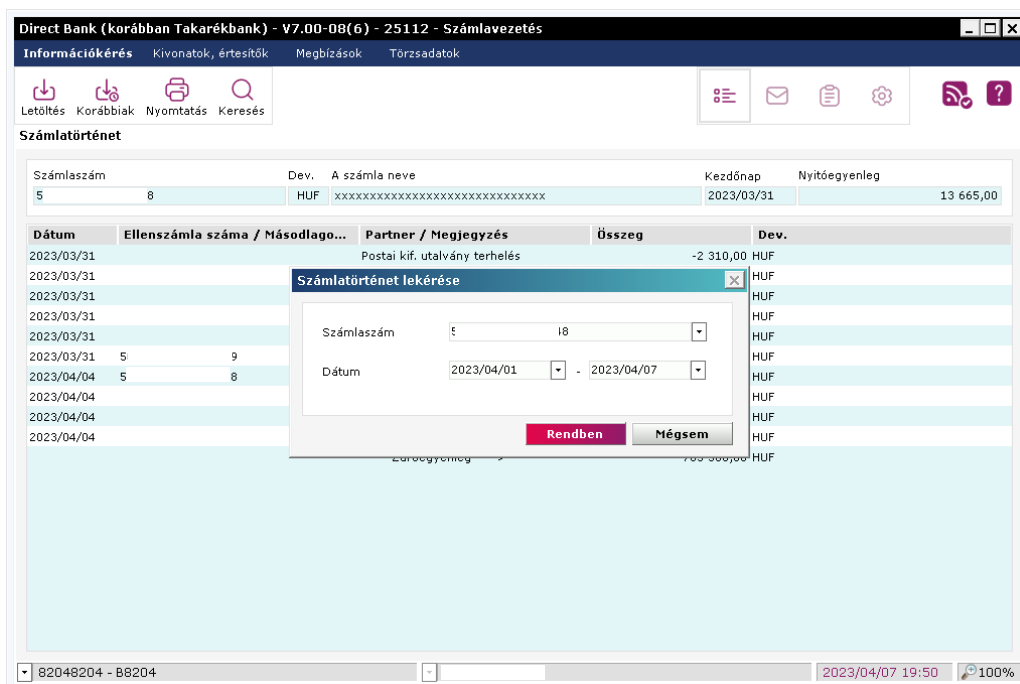 Direct Bank (korábban Takarékbank) - V7.00-08(6) - 25112 - Számlavezetés
Információkérés Kivonatok, értesítők Megbízások Törzsadatok
Letöltés Korábbiak Nyomtatás Keresés
Számlatörténet
Számlaszám Dev. A számla neve Kezdőnap Nyitóegyenleg
5 8 HUF xxxxxxxxxxxxxxxxxxxxxxxxxxxxxx 2023/03/31 13 665,00
Dátum Ellenszámla száma / Másodlago... Partner / Megjegyzés Összeg Dev.
2023/03/31 Postai kif. utalvány terhelés -2 310,00 HUF
2023/03/31 HUF
2023/03/31 HUF
2023/03/31 HUF
2023/03/31 HUF
2023/03/31 5 9 HUF
2023/04/04 5 8 HUF
2023/04/04 HUF
2023/04/04 HUF
2023/04/04 HUF
HUF
Számlatörténet lekérése
Számlaszám 5 48
Dátum 2023/04/01 - 2023/04/07
Rendben Mégsem
82048204 - B8204 2023/04/07 19:50 100%